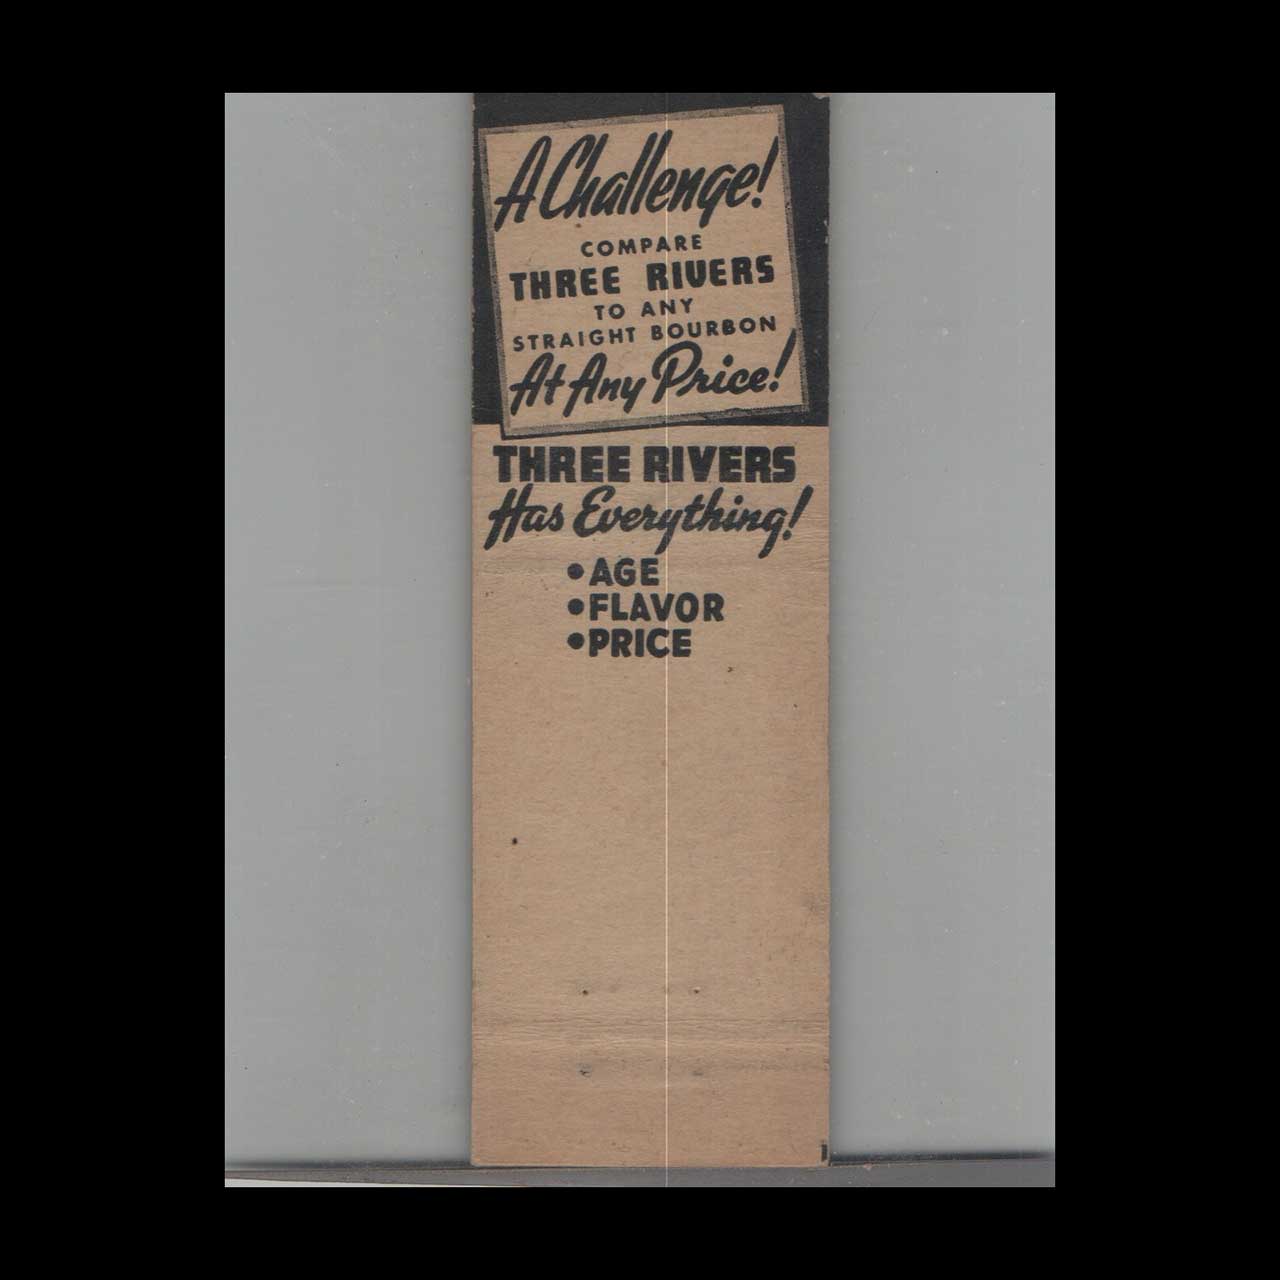 A Challenge!
COMPARE
THREE RIVERS
TO ANY
STRAIGHT BOURBON
At Any Price!
THREE RIVERS
Has Everything!
•AGE
•FLAVOR
•PRICE